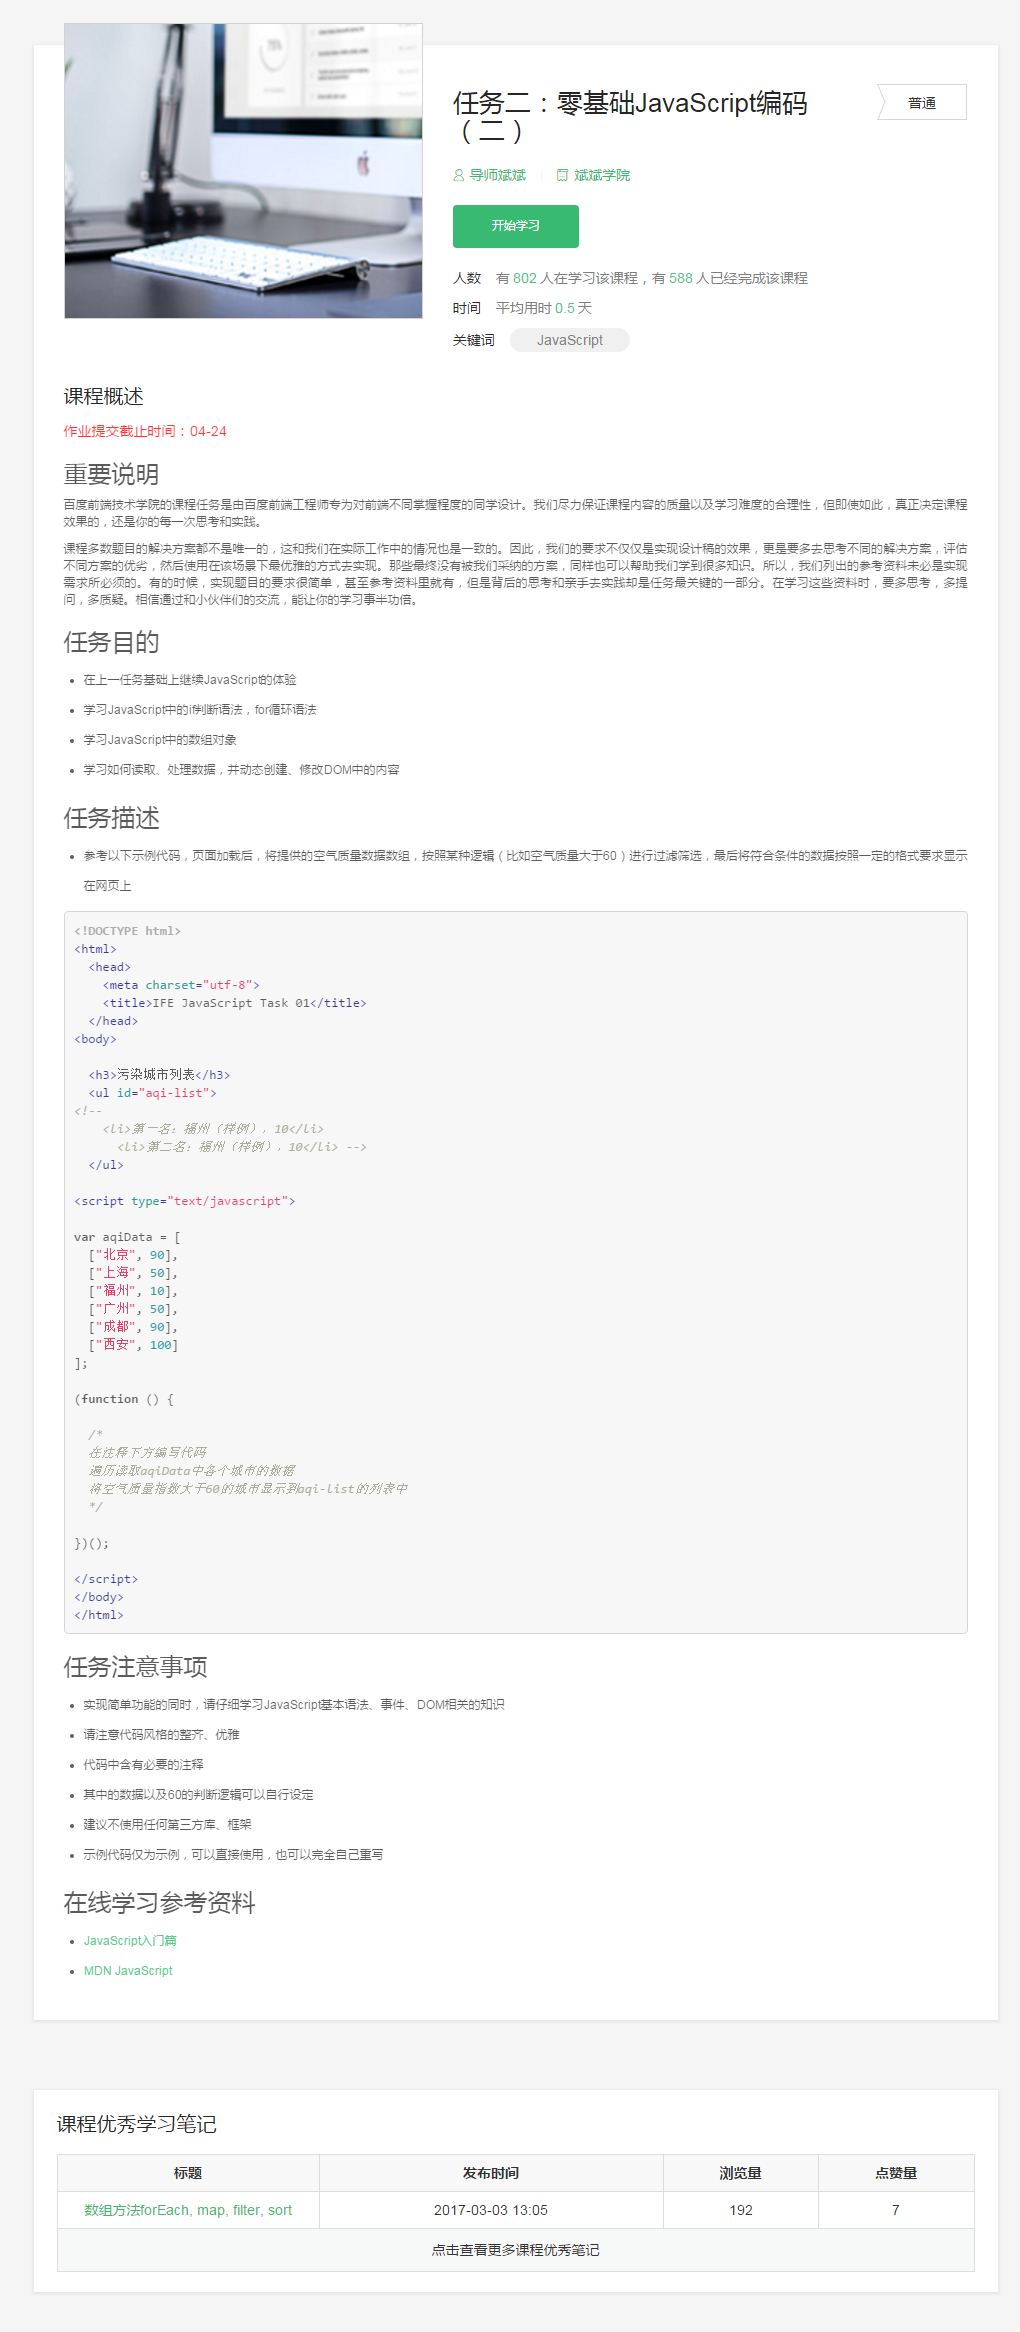 任务二：零基础JavaScript编码
（二）
普通
导师斌斌
斌斌学院
开始学习
人数 有 802 人在学习该课程，有 588 人已经完成该课程
时间 平均用时 0.5 天
关键词 JavaScript
课程概述
作业提交截止时间：04-24
重要说明
百度前端技术学院的课程任务是由百度前端工程师专为对前端不同掌握程度的同学设计。我们尽力保证课程内容的质量以及学习难度的合理性，但即使如此，真正决定课程
效果的，还是你的每一次思考和实践。
课程多数题目的解决方案都不是唯一的，这和我们在实际工作中的情况也是一致的。因此，我们的要求不仅仅是实现设计稿的效果，更是要多去思考不同的解决方案，评估
不同方案的优劣，然后使用在该场景下最优雅的方式去实现。那些最终没有被我们采纳的方案，同样也可以帮助我们学到很多知识。所以，我们列出的参考资料未必是实现
需求所必须的。有的时候，实现题目的要求很简单，甚至参考资料里就有，但是背后的思考和亲手去实践却是任务最关键的一部分。在学习这些资料时，要多思考，多提
问，多质疑。相信通过和小伙伴们的交流，能让你的学习事半功倍。
任务目的
在上一任务基础上继续JavaScript的体验
学习JavaScript中的if判断语法，for循环语法
学习JavaScript中的数组对象
学习如何读取、处理数据，并动态创建、修改DOM中的内容
任务描述
参考以下示例代码，页面加载后，将提供的空气质量数据数组，按照某种逻辑（比如空气质量大于60）进行过滤筛选，最后将符合条件的数据按照一定的格式要求显示
在网页上
<!DOCTYPE html>
<html>
<head>
<meta charset="utf-8">
<title>IFE JavaScript Task 01</title>
</head>
<body>
<h3>污染城市列表</h3>
<ul id="aqi-list">
<!--
<li>第一名：福州（样例），10</li>
<li>第二名：福州（样例），10</li> -->
</ul>
<script type="text/javascript">
var aqiData = [
["北京", 90],
["上海", 50],
["福州", 10],
["广州", 50],
["成都", 90],
["西安", 100]
];
(function () {
/*
在注释下方编写代码
遍历读取aqiData中各个城市的数据
将空气质量指数大于60的城市显示到aqi-list的列表中
*/
})();
</script>
</body>
</html>
任务注意事项
实现简单功能的同时，请仔细学习JavaScript基本语法、事件、DOM相关的知识
请注意代码风格的整齐、优雅
代码中含有必要的注释
其中的数据以及60的判断逻辑可以自行设定
建议不使用任何第三方库、框架
示例代码仅为示例，可以直接使用，也可以完全自己重写
在线学习参考资料
JavaScript入门篇
MDN JavaScript
课程优秀学习笔记
标题 发布时间 浏览量 点赞量
数组方法forEach, map, filter, sort 2017-03-03 13:05 192 7
点击查看更多课程优秀笔记